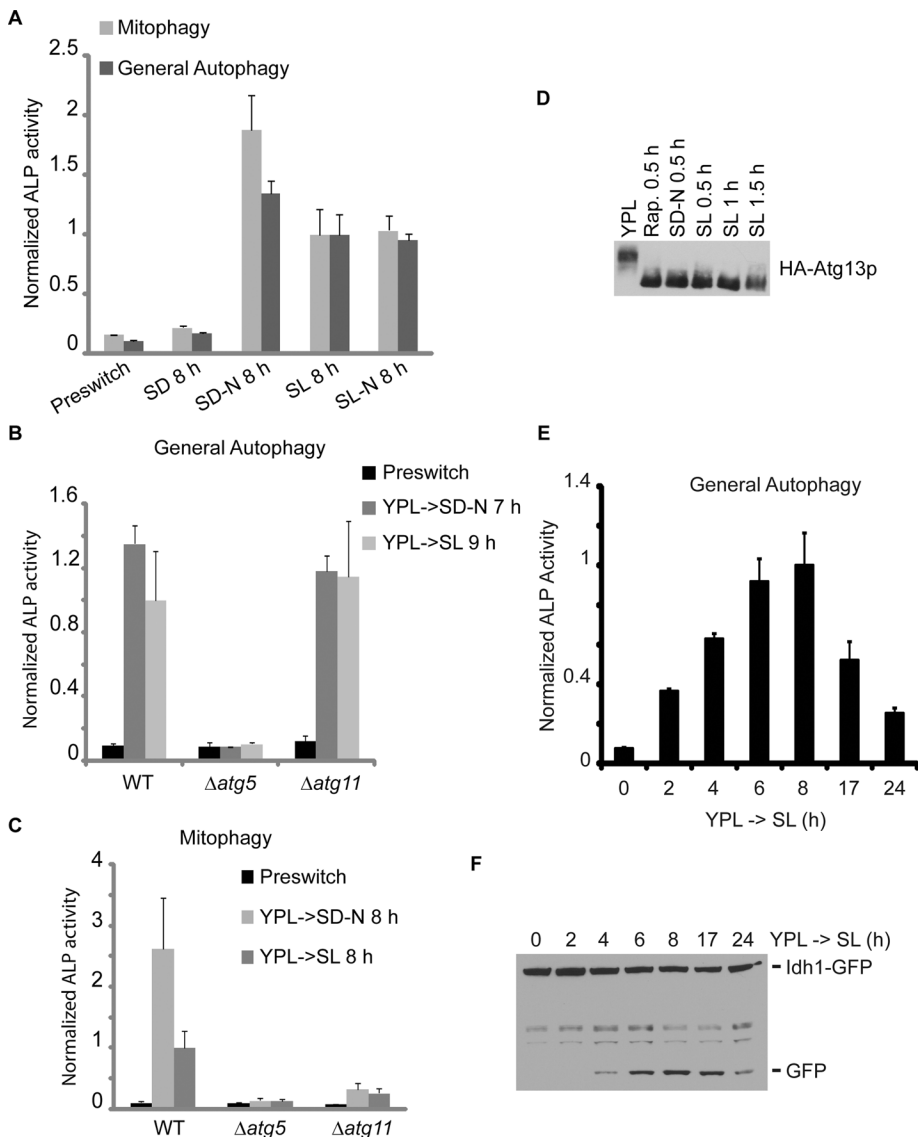 A
Mitophagy
General Autophagy
Normalized ALP activity
2.5
2
1.5
1
0.5
0
Preswitch
SD 8 h
SD-N 8 h
SL 8 h
SL-N 8 h
B
General Autophagy
Preswitch
YPL->SD-N 7 h
YPL->SL 9 h
Normalized ALP activity
1.6
1.2
0.8
0.4
0
WT
Δatg5
Δatg11
C
Mitophagy
Preswitch
YPL->SD-N 8 h
YPL->SL 8 h
Normalized ALP activity
4
3
2
1
0
WT
Δatg5
Δatg11
D
YPL
Rap. 0.5 h
SD-N 0.5 h
SL 0.5 h
SL 1 h
SL 1.5 h
HA-Atg13p
E
General Autophagy
Normalized ALP Activity
1.4
1
0.4
0
0 2 4 6 8 17 24
YPL -> SL (h)
F
0 2 4 6 8 17 24 YPL -> SL (h)
Idh1-GFP
GFP